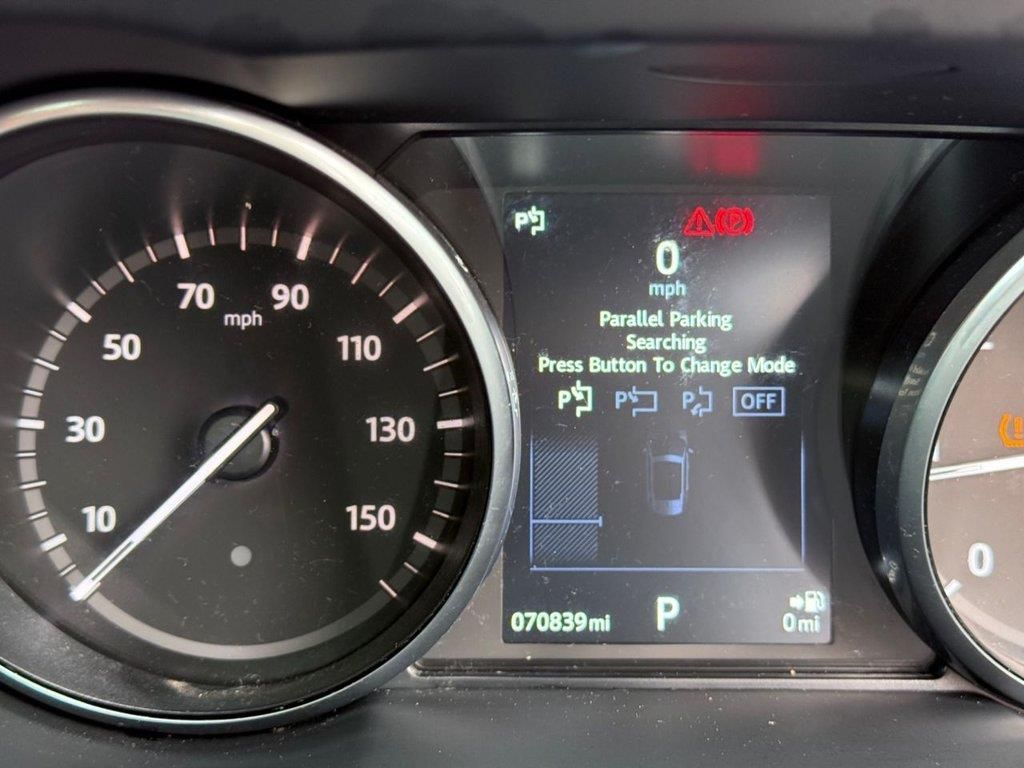 70 90
mph
50 110
30 130
10 150
P
P
0
mph
Parallel Parking
Searching
Press Button To Change Mode
P P P OFF
070839mi P 0mi
0